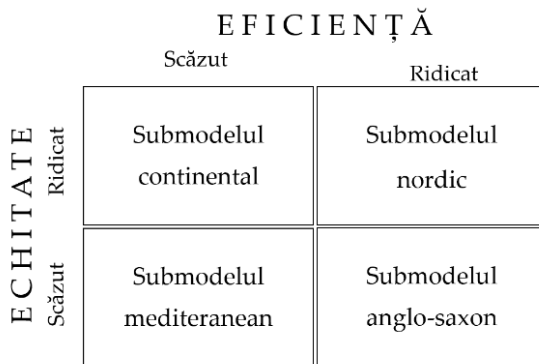 EFICIENȚĂ
Scăzut
Ridicat
ECHITATE
Ridicat
Submodelul
continental
Submodelul
nordic
Scăzut
Submodelul
mediteranean
Submodelul
anglo-saxon